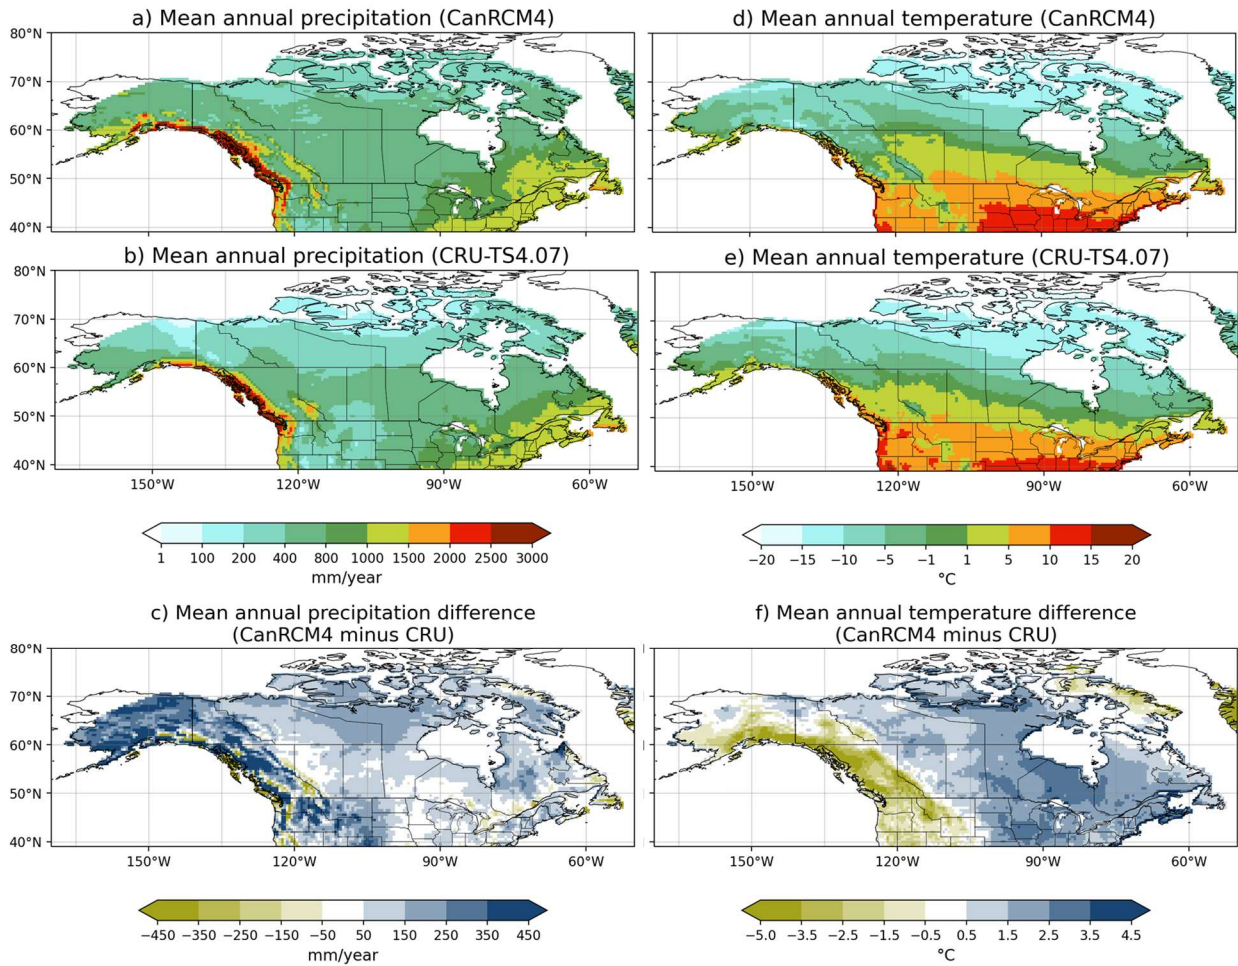 a) Mean annual precipitation (CanRCM4)
d) Mean annual temperature (CanRCM4)
80°N
70°N
60°N
50°N
40°N
b) Mean annual precipitation (CRU-TS4.07)
e) Mean annual temperature (CRU-TS4.07)
80°N
70°N
60°N
50°N
40°N
150°W 120°W 90°W 60°W
150°W 120°W 90°W 60°W
1 100 200 400 800 1000 1500 2000 2500 3000
mm/year
−20 −15 −10 −5 −1 1 5 10 15 20
°C
c) Mean annual precipitation difference
(CanRCM4 minus CRU)
f) Mean annual temperature difference
(CanRCM4 minus CRU)
80°N
70°N
60°N
50°N
40°N
150°W 120°W 90°W 60°W
150°W 120°W 90°W 60°W
−450 −350 −250 −150 −50 50 150 250 350 450
mm/year
−5.0 −3.5 −2.5 −1.5 −0.5 0.5 1.5 2.5 3.5 4.5
°C